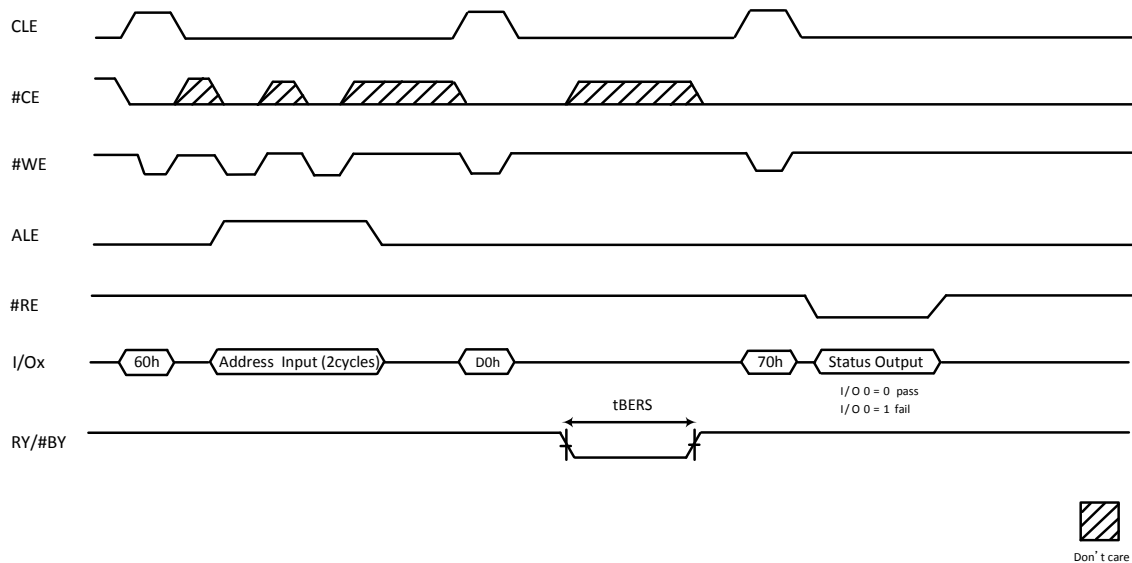 CLE
#CE
#WE
ALE
#RE
I/Ox
60h
Address Input (2cycles)
D0h
70h
Status Output
I/O 0 = 0 pass
I/O 0 = 1 fail
tBERS
RY/#BY
Don't care